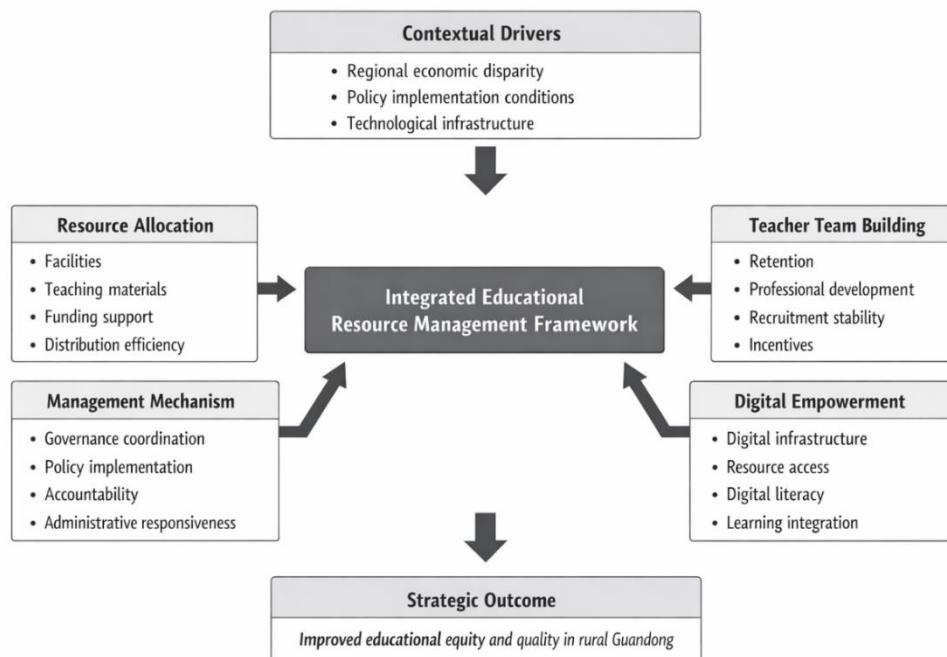 Contextual Drivers
• Regional economic disparity
• Policy implementation conditions
• Technological infrastructure
Resource Allocation
• Facilities
• Teaching materials
• Funding support
• Distribution efficiency
Teacher Team Building
• Retention
• Professional development
• Recruitment stability
• Incentives
Integrated Educational
Resource Management Framework
Management Mechanism
• Governance coordination
• Policy implementation
• Accountability
• Administrative responsiveness
Digital Empowerment
• Digital infrastructure
• Resource access
• Digital literacy
• Learning integration
Strategic Outcome
Improved educational equity and quality in rural Guandong